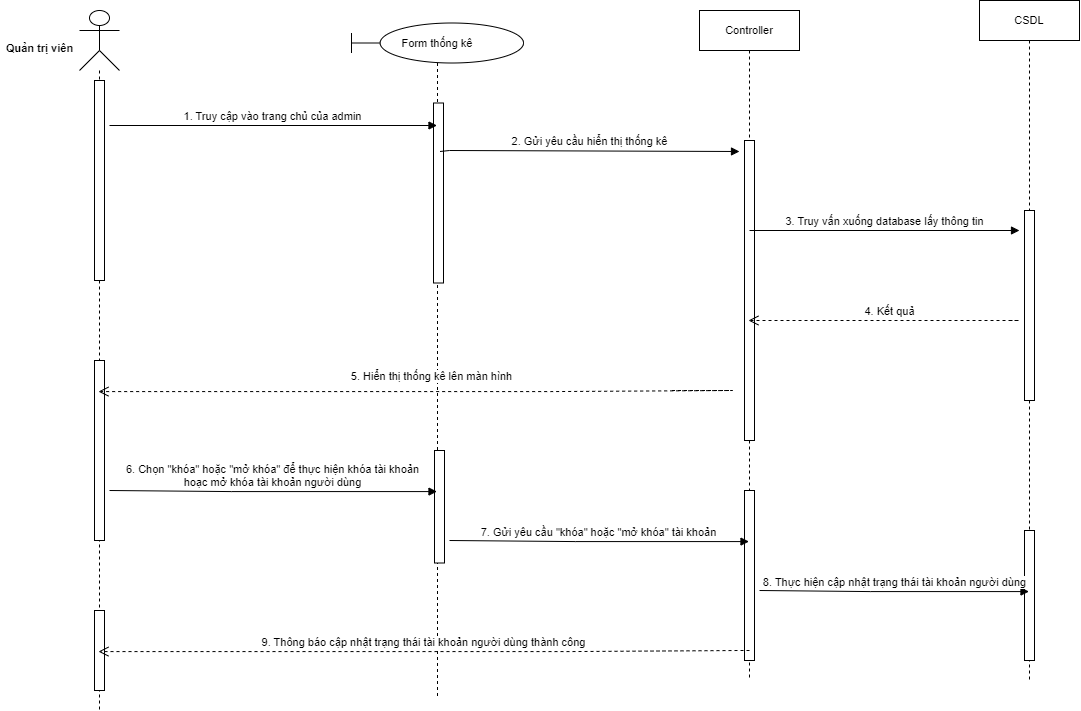 Quản trị viên
Form thống kê
Controller
CSDL
1. Truy cập vào trang chủ của admin
2. Gửi yêu cầu hiển thị thống kê
3. Truy vấn xuống database lấy thông tin
4. Kết quả
5. Hiển thị thống kê lên màn hình
6. Chọn "khóa" hoặc "mở khóa" để thực hiện khóa tài khoản
hoạc mở khóa tài khoản người dùng
7. Gửi yêu cầu "khóa" hoặc "mở khóa" tài khoản
8. Thực hiện cập nhật trạng thái tài khoản người dùng
9. Thông báo cập nhật trạng thái tài khoản người dùng thành công